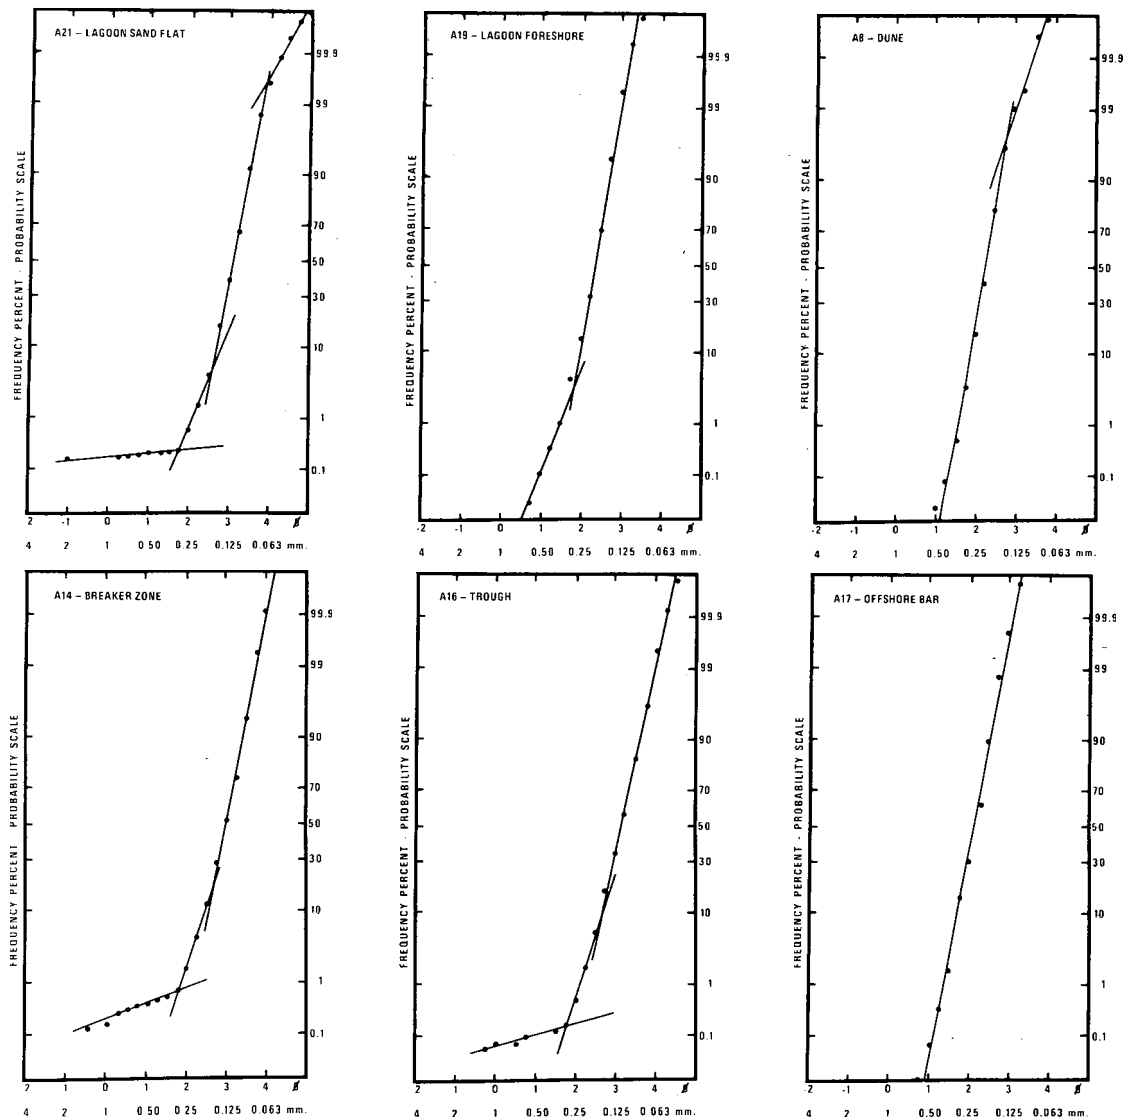 A21 – LAGOON SAND FLAT
FREQUENCY PERCENT - PROBABILITY SCALE
99.9
99
90
70
50
30
10
1
0.1
2 -1 0 1 2 3 4 ø
4 2 1 0.50 0.25 0.125 0.063 mm.
A19 – LAGOON FORESHORE
FREQUENCY PERCENT - PROBABILITY SCALE
99.9
99
90
70
50
30
10
1
0.1
-2 -1 0 1 2 3 4 ø
4 2 1 0.50 0.25 0.125 0.063 mm.
A8 – DUNE
FREQUENCY PERCENT - PROBABILITY SCALE
99.9
99
90
70
50
30
10
1
0.1
-2 -1 0 1 2 3 4 ø
4 2 1 0.50 0.25 0.125 0.063 mm.
A14 – BREAKER ZONE
FREQUENCY PERCENT PROBABILITY SCALE
99.9
99
90
70
50
30
10
1
0.1
2 1 0 1 2 3 4 ø
4 2 1 0.50 0.25 0.125 0.063 mm.
A16 – TROUGH
FREQUENCY PERCENT - PROBABILITY SCALE
99.9
99
90
70
50
30
10
1
0.1
-2 -1 0 1 2 3 4 ø
4 2 1 0.50 0.25 0.125 0.063 mm.
A17 – OFFSHORE BAR
FREQUENCY PERCENT - PROBABILITY SCALE
99.9
99
90
70
50
30
10
1
0.1
-2 -1 0 1 2 3 4 ø
4 2 1 0.50 0.25 0.125 0.063 mm.